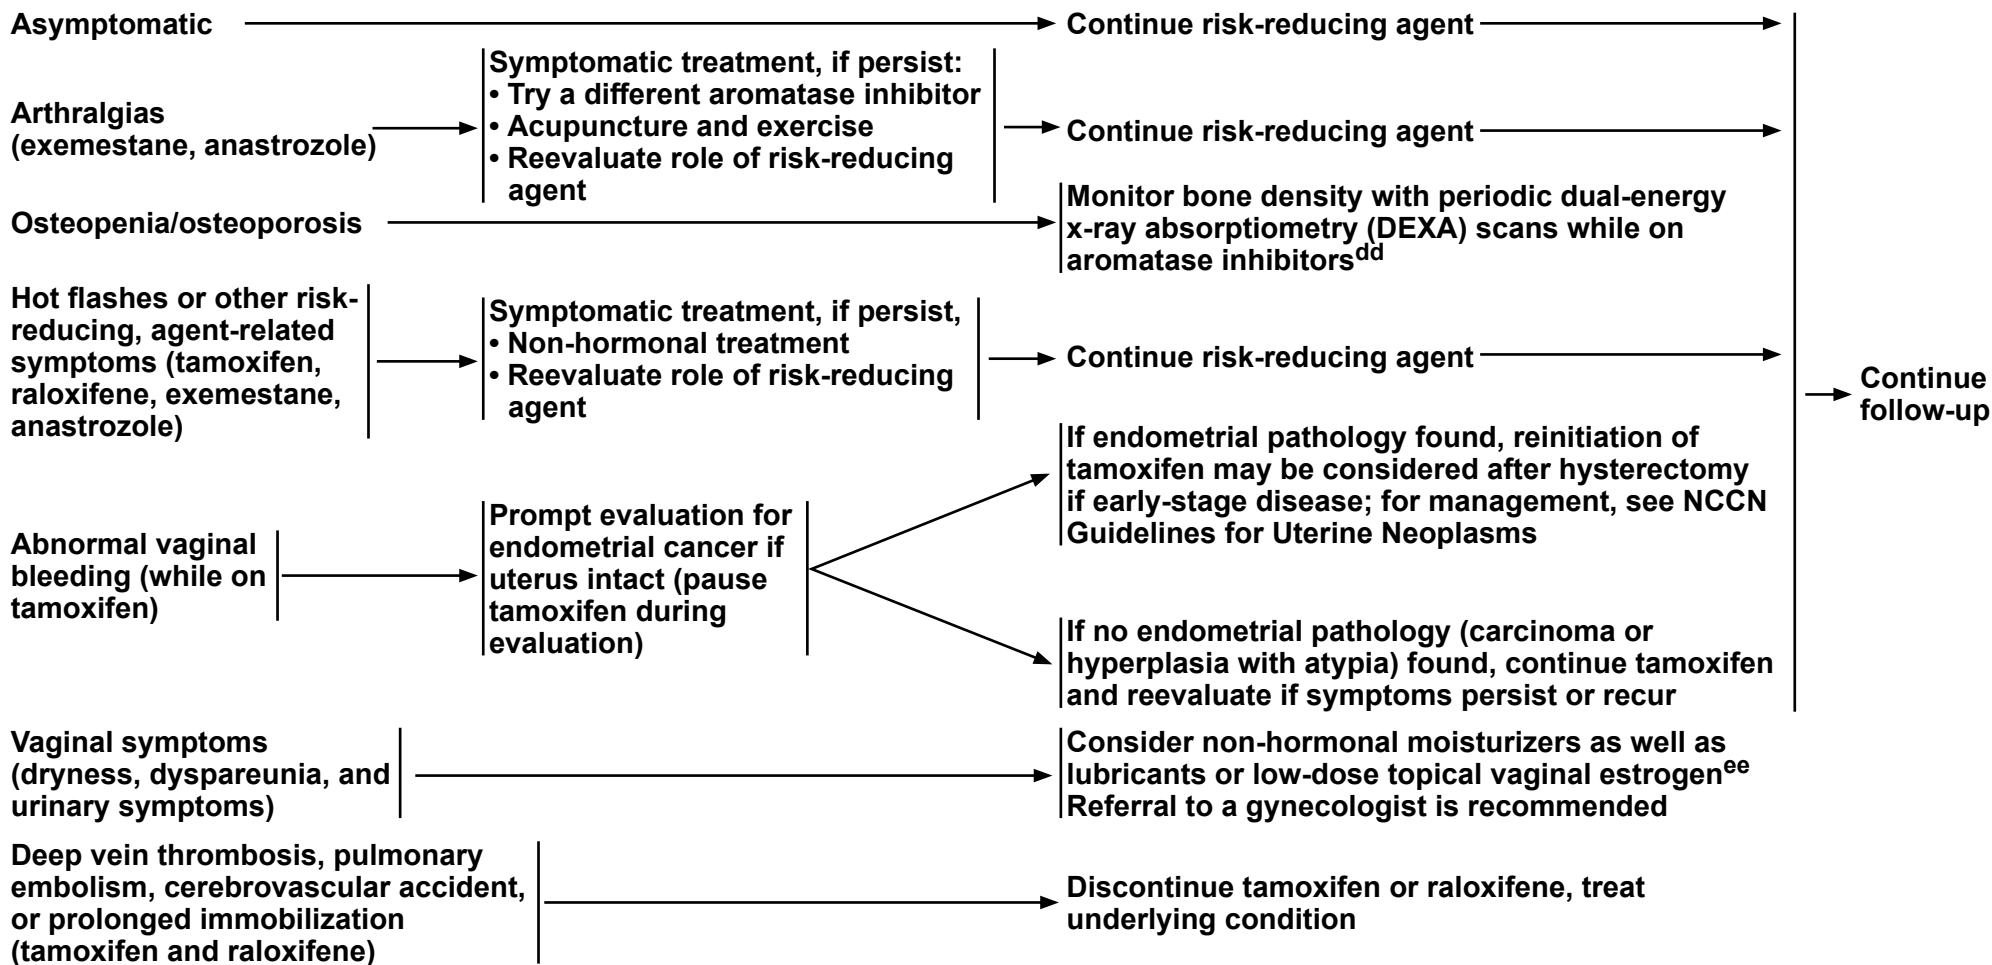 Asymptomatic
Continue risk-reducing agent
Arthralgias
(exemestane, anastrozole)
Symptomatic treatment, if persist:
• Try a different aromatase inhibitor
• Acupuncture and exercise
• Reevaluate role of risk-reducing
agent
Continue risk-reducing agent
Osteopenia/osteoporosis
Monitor bone density with periodic dual-energy
x-ray absorptiometry (DEXA) scans while on
aromatase inhibitorsdd
Hot flashes or other risk-
reducing, agent-related
symptoms (tamoxifen,
raloxifene, exemestane,
anastrozole)
Symptomatic treatment, if persist,
• Non-hormonal treatment
• Reevaluate role of risk-reducing
agent
Continue risk-reducing agent
Abnormal vaginal
bleeding (while on
tamoxifen)
Prompt evaluation for
endometrial cancer if
uterus intact (pause
tamoxifen during
evaluation)
If endometrial pathology found, reinitiation of
tamoxifen may be considered after hysterectomy
if early-stage disease; for management, see NCCN
Guidelines for Uterine Neoplasms
If no endometrial pathology (carcinoma or
hyperplasia with atypia) found, continue tamoxifen
and reevaluate if symptoms persist or recur
Continue
follow-up
Vaginal symptoms
(dryness, dyspareunia, and
urinary symptoms)
Consider non-hormonal moisturizers as well as
lubricants or low-dose topical vaginal estrogenee
Referral to a gynecologist is recommended
Deep vein thrombosis, pulmonary
embolism, cerebrovascular accident,
or prolonged immobilization
(tamoxifen and raloxifene)
Discontinue tamoxifen or raloxifene, treat
underlying condition